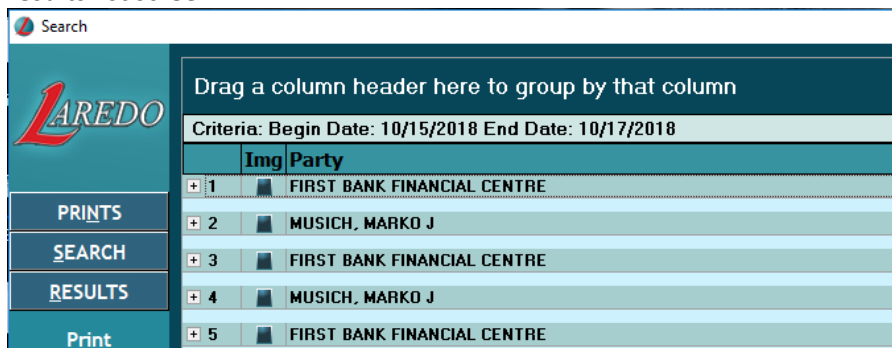 Search
LAREDO
Drag a column header here to group by that column
Criteria: Begin Date: 10/15/2018 End Date: 10/17/2018
Img Party
1 FIRST BANK FINANCIAL CENTRE
PRINTS
2 MUSICH, MARKO J
SEARCH
3 FIRST BANK FINANCIAL CENTRE
RESULTS
4 MUSICH, MARKO J
Print
5 FIRST BANK FINANCIAL CENTRE